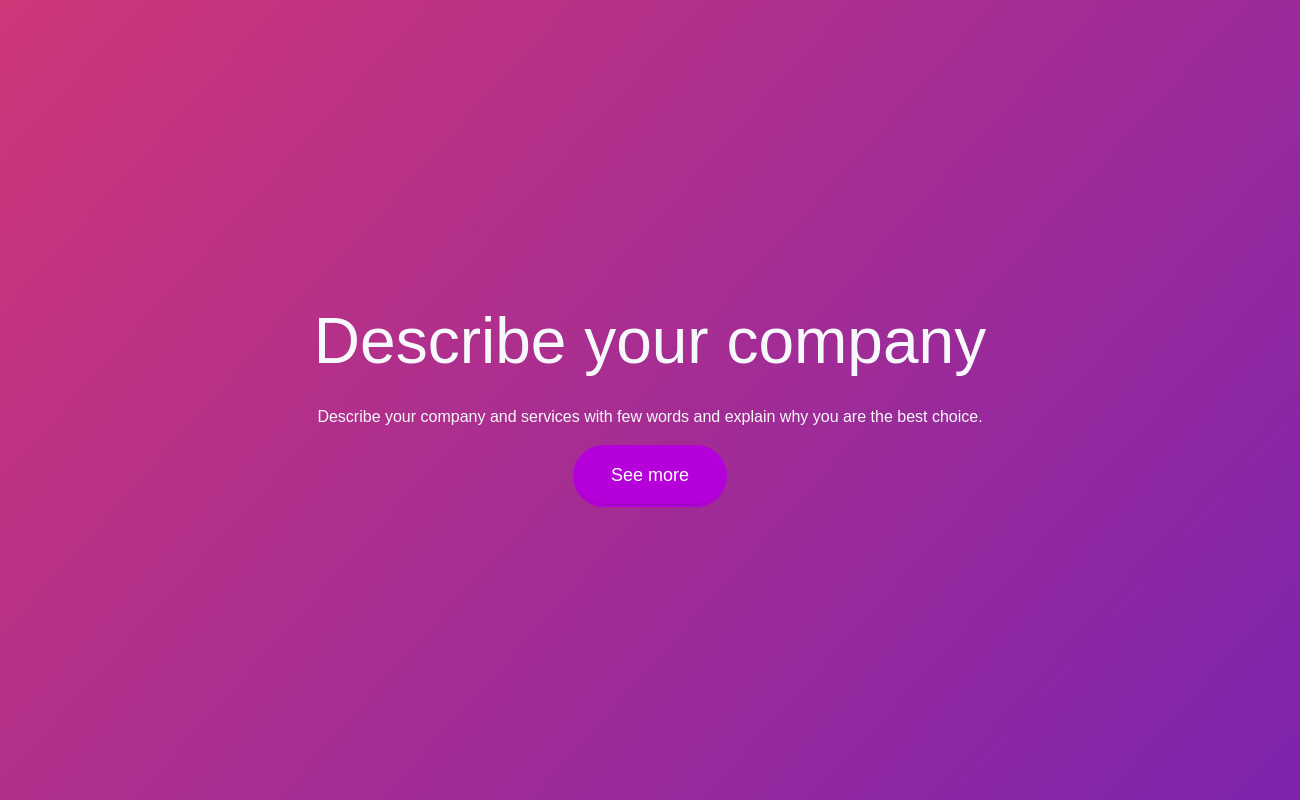 Describe your company
Describe your company and services with few words and explain why you are the best choice.
See more